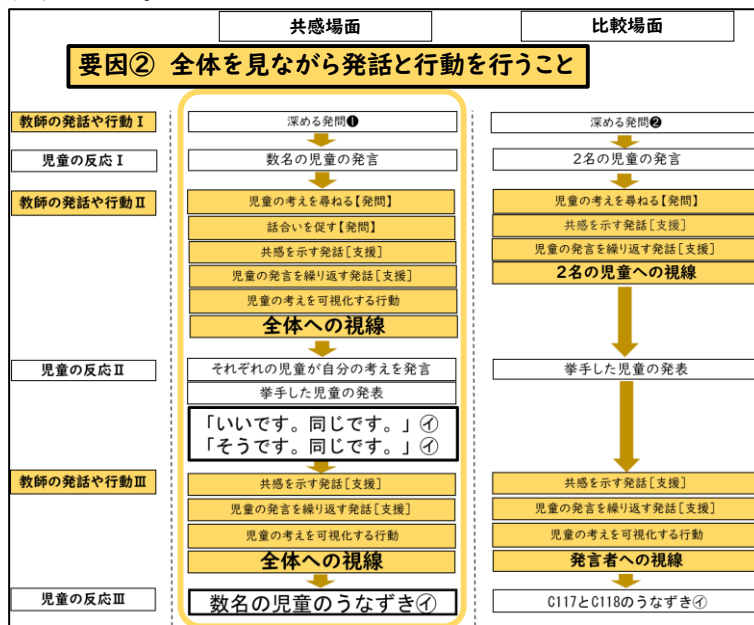 共感場面
比較場面
要因② 全体を見ながら発話と行動を行うこと
教師の発話や行動Ⅰ
深める発問❶
深める発問❷
児童の反応Ⅰ
数名の児童の発言
2名の児童の発言
教師の発話や行動Ⅱ
児童の考えを尋ねる【発問】
話合いを促す【発問】
共感を示す発話[支援]
児童の発言を繰り返す発話[支援]
児童の考えを可視化する行動
全体への視線
児童の考えを尋ねる【発問】
共感を示す発話[支援]
児童の発言を繰り返す発話[支援]
2名の児童への視線
児童の反応Ⅱ
それぞれの児童が自分の考えを発言
挙手した児童の発表
「いいです。同じです。」㋑
「そうです。同じです。」㋑
挙手した児童の発表
教師の発話や行動Ⅲ
共感を示す発話[支援]
児童の発言を繰り返す発話[支援]
児童の考えを可視化する行動
全体への視線
共感を示す発話[支援]
児童の発言を繰り返す発話[支援]
児童の考えを可視化する行動
発言者への視線
児童の反応Ⅲ
数名の児童のうなずき㋑
C117とC118のうなずき㋑